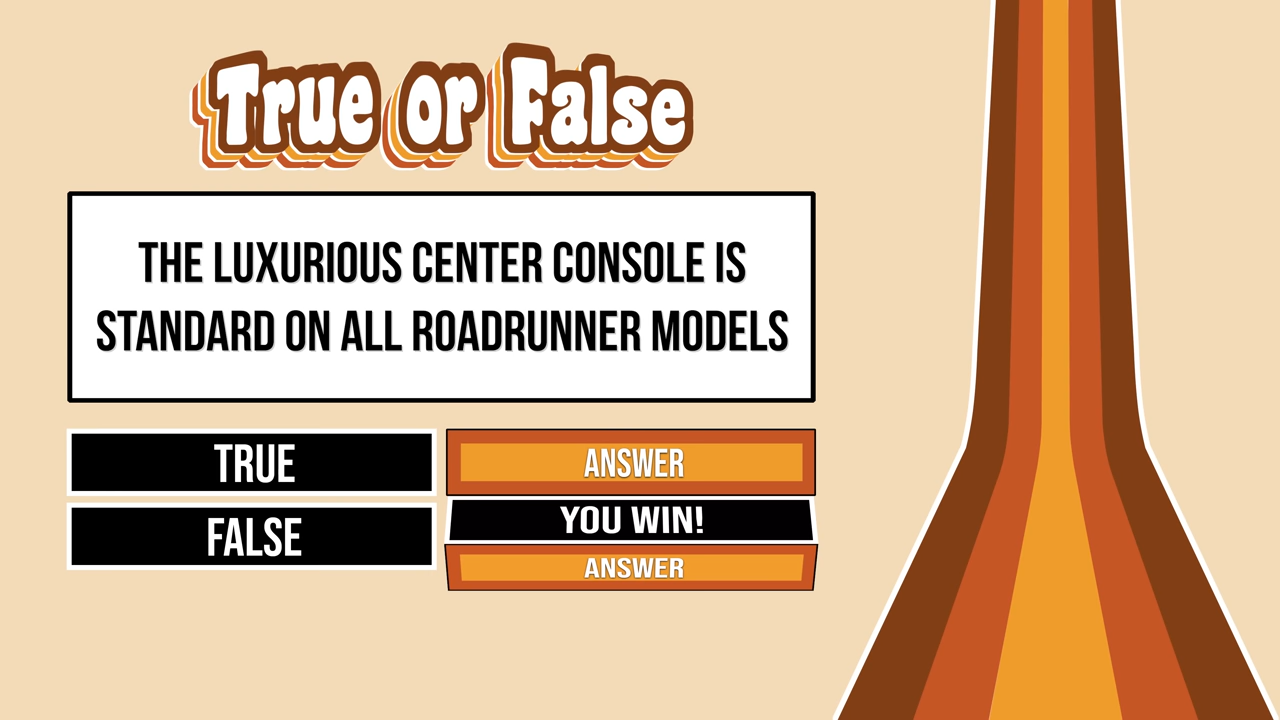 True or False
THE LUXURIOUS CENTER CONSOLE IS
STANDARD ON ALL ROADRUNNER MODELS
TRUE
ANSWER
FALSE
YOU WIN!
ANSWER